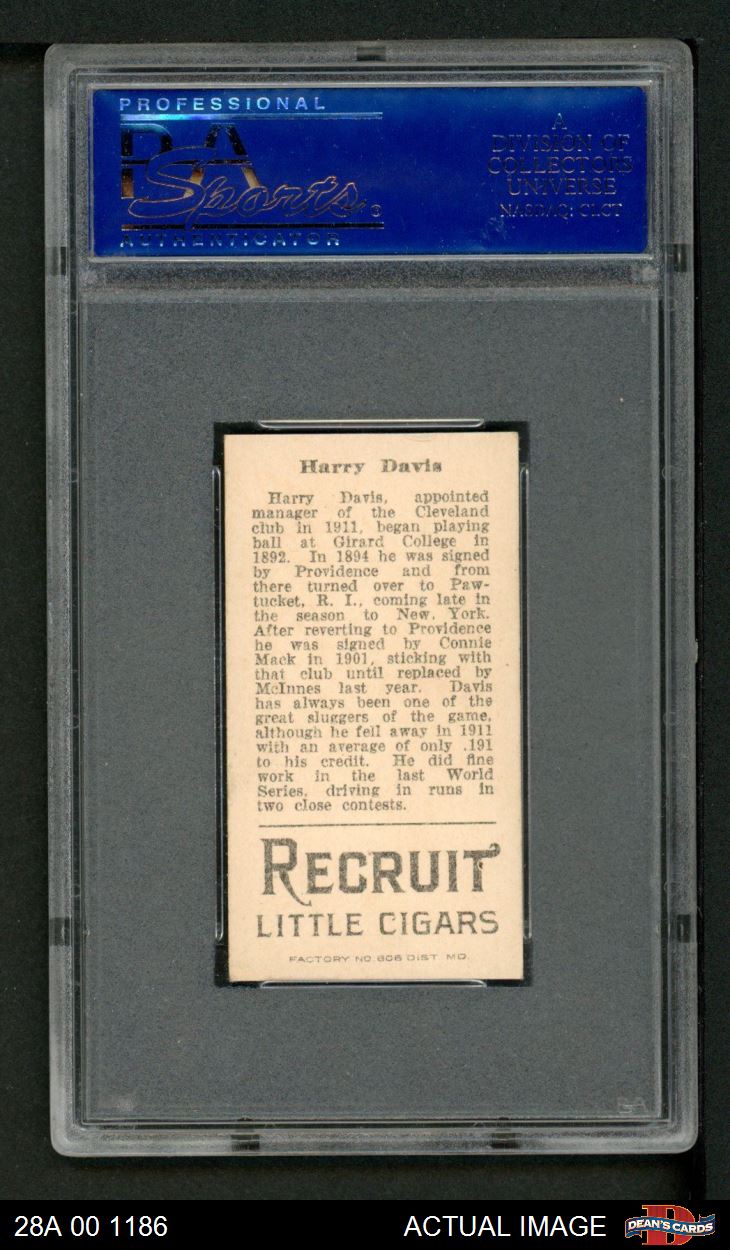 PROFESSIONAL
PSA
Sports
AUTHENTICATOR
A
DIVISION OF
COLLECTORS
UNIVERSE
NASDAQ: CLCT
Harry Davis
Harry Davis, appointed
manager of the Cleveland
club in 1911, began playing
ball at Girard College in
1892. In 1894 he was signed
by Providence and from
there turned over to Paw-
tucket, R. I., coming late in
the season to New York.
After reverting to Providence
he was signed by Connie
Mack in 1901, sticking with
that club until replaced by
McInnes last year. Davis
has always been one of the
great sluggers of the game,
although he fell away in 1911
with an average of only .191
to his credit. He did fine
work in the last World
Series, driving in runs in
two close contests.
RECRUIT
LITTLE CIGARS
FACTORY NO. 606 DIST. MD.
28A 00 1186
ACTUAL IMAGE
DEAN'S CARDS